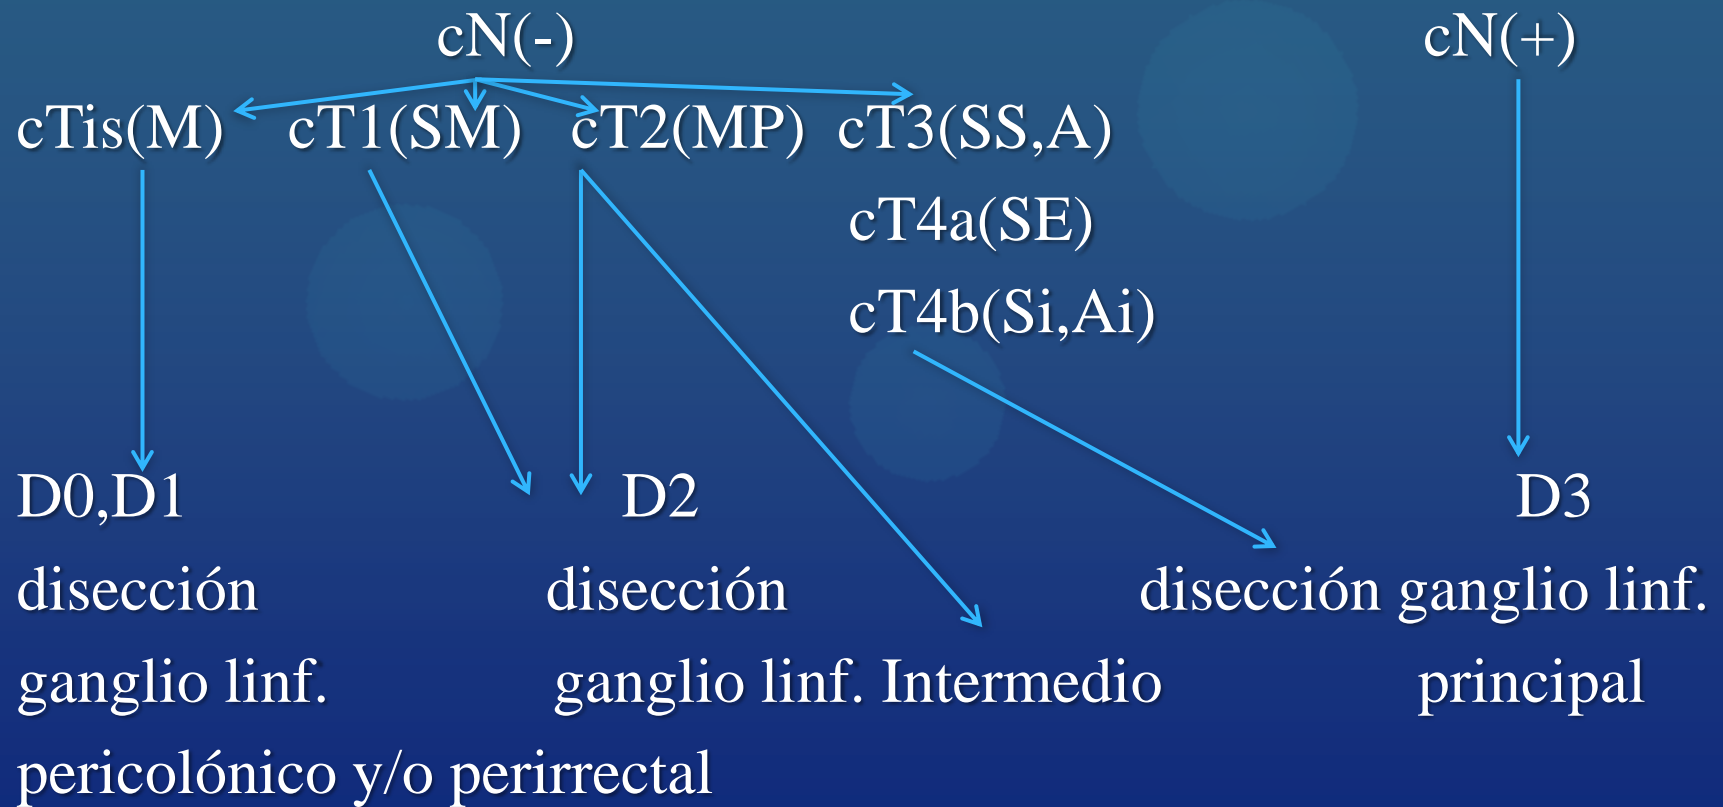 cN(-) cN(+)
cTis(M) cT1(SM) cT2(MP) cT3(SS,A)
cT4a(SE)
cT4b(Si,Ai)
D0,D1 D2 D3
disección disección disección ganglio linf.
ganglio linf. ganglio linf. Intermedio principal
pericolónico y/o perirrectal